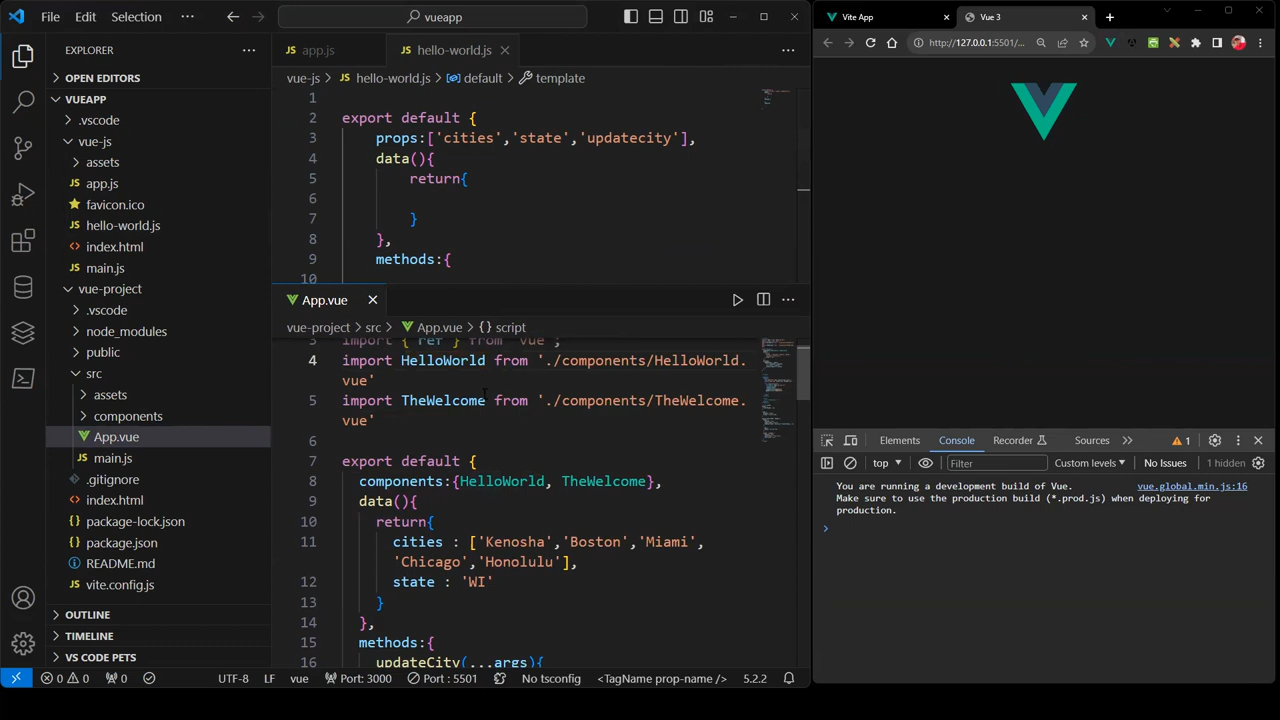 File Edit Selection ··· vueapp
Vite App
Vue 3
http://127.0.0.1:5501/...
EXPLORER
OPEN EDITORS
VUEAPP
.vscode
vue-js
assets
app.js
favicon.ico
hello-world.js
index.html
main.js
vue-project
.vscode
node_modules
public
src
assets
components
App.vue
main.js
.gitignore
index.html
package-lock.json
package.json
README.md
vite.config.js
OUTLINE
TIMELINE
VS CODE PETS
app.js hello-world.js
vue-js > hello-world.js > default > template
1
2 export default {
3 props:['cities','state','updatecity'],
4 data(){
5 return{
6
7 }
8 },
9 methods:{
10
App.vue
vue-project > src > App.vue > {} script
3 import { ref } from 'vue';
4 import HelloWorld from './components/HelloWorld.
vue'
5 import TheWelcome from './components/TheWelcome.
vue'
6
7 export default {
8 components:{HelloWorld, TheWelcome},
9 data(){
10 return{
11 cities : ['Kenosha','Boston','Miami',
'Chicago','Honolulu'],
12 state : 'WI'
13 }
14 },
15 methods:{
16 updateCity(...args){
Elements Console Recorder Sources 1
top Filter Custom levels No Issues 1 hidden
You are running a development build of Vue. vue.global.min.js:16
Make sure to use the production build (*.prod.js) when deploying for
production.
0 0 0 UTF-8 LF vue Port: 3000 Port : 5501 No tsconfig <TagName prop-name /> 5.2.2